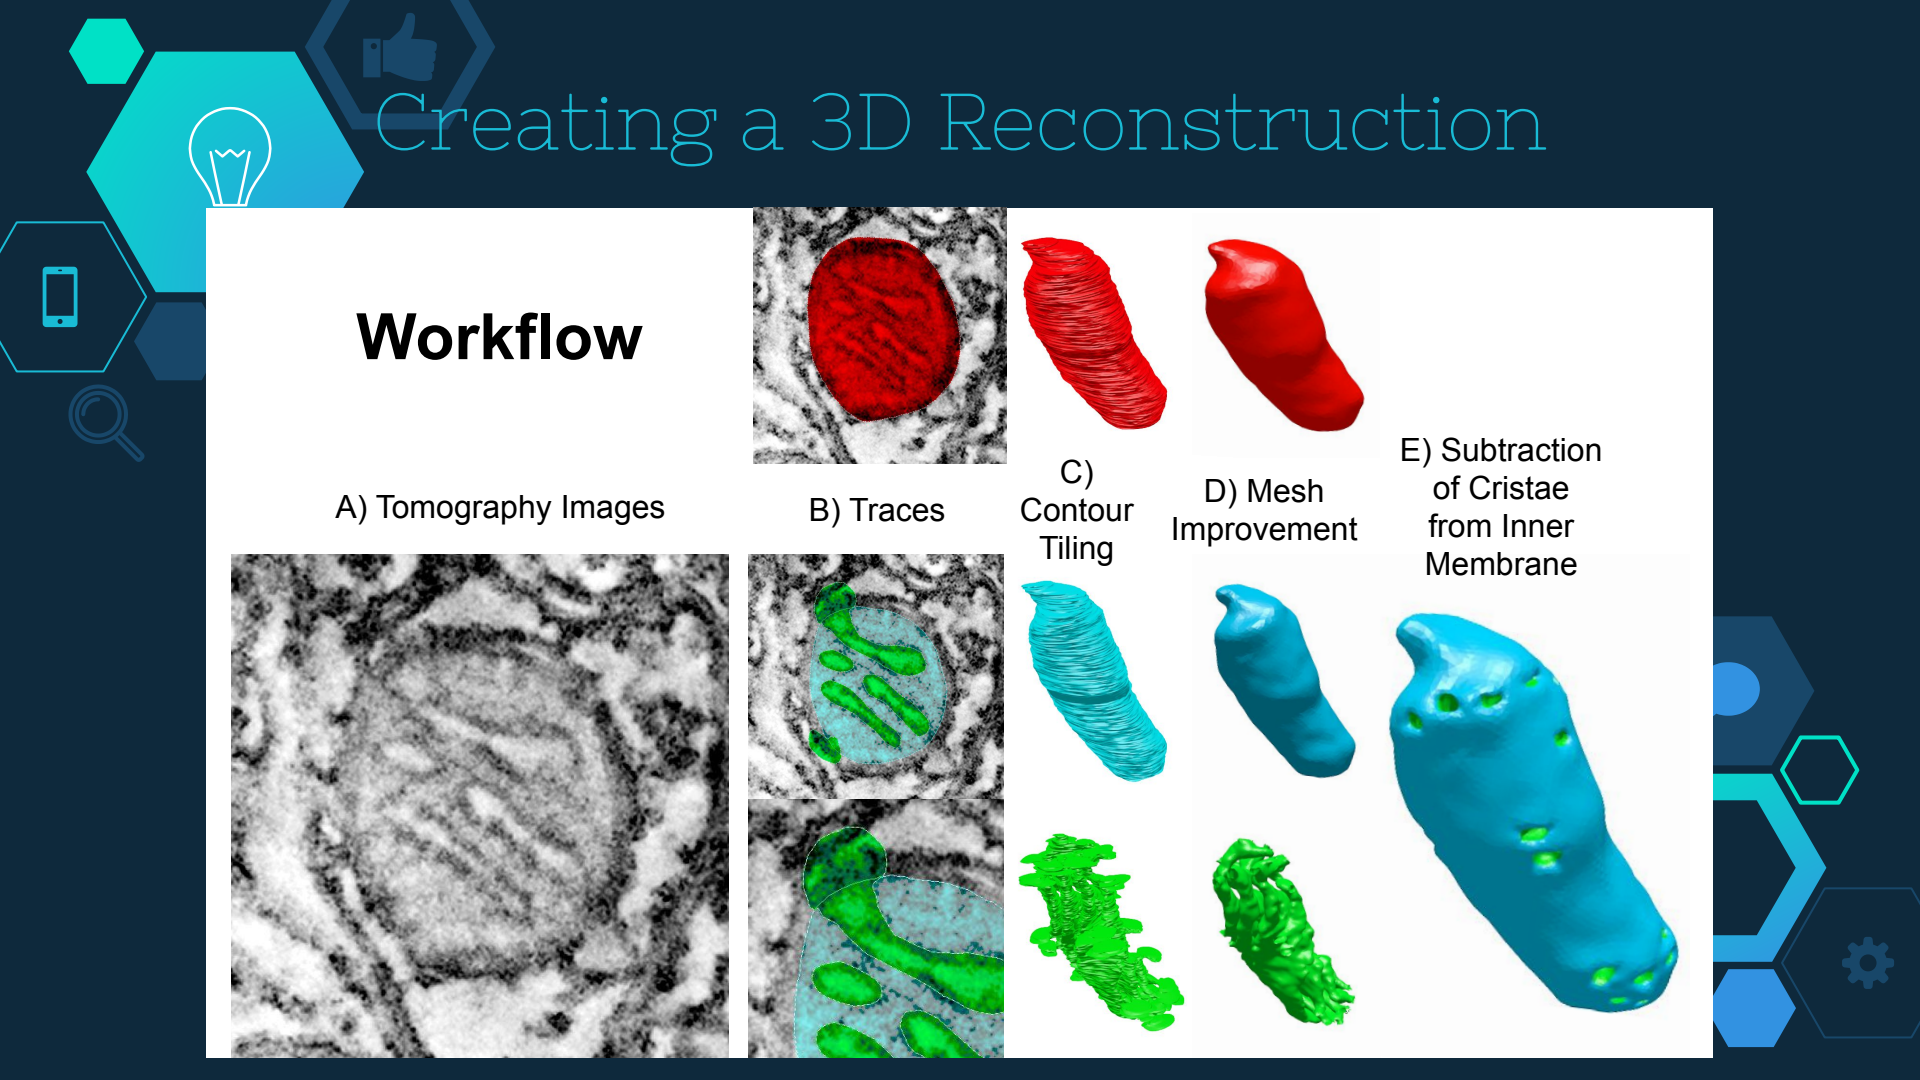 Creating a 3D Reconstruction
Workflow
A) Tomography Images
B) Traces
C)
Contour
Tiling
D) Mesh
Improvement
E) Subtraction
of Cristae
from Inner
Membrane